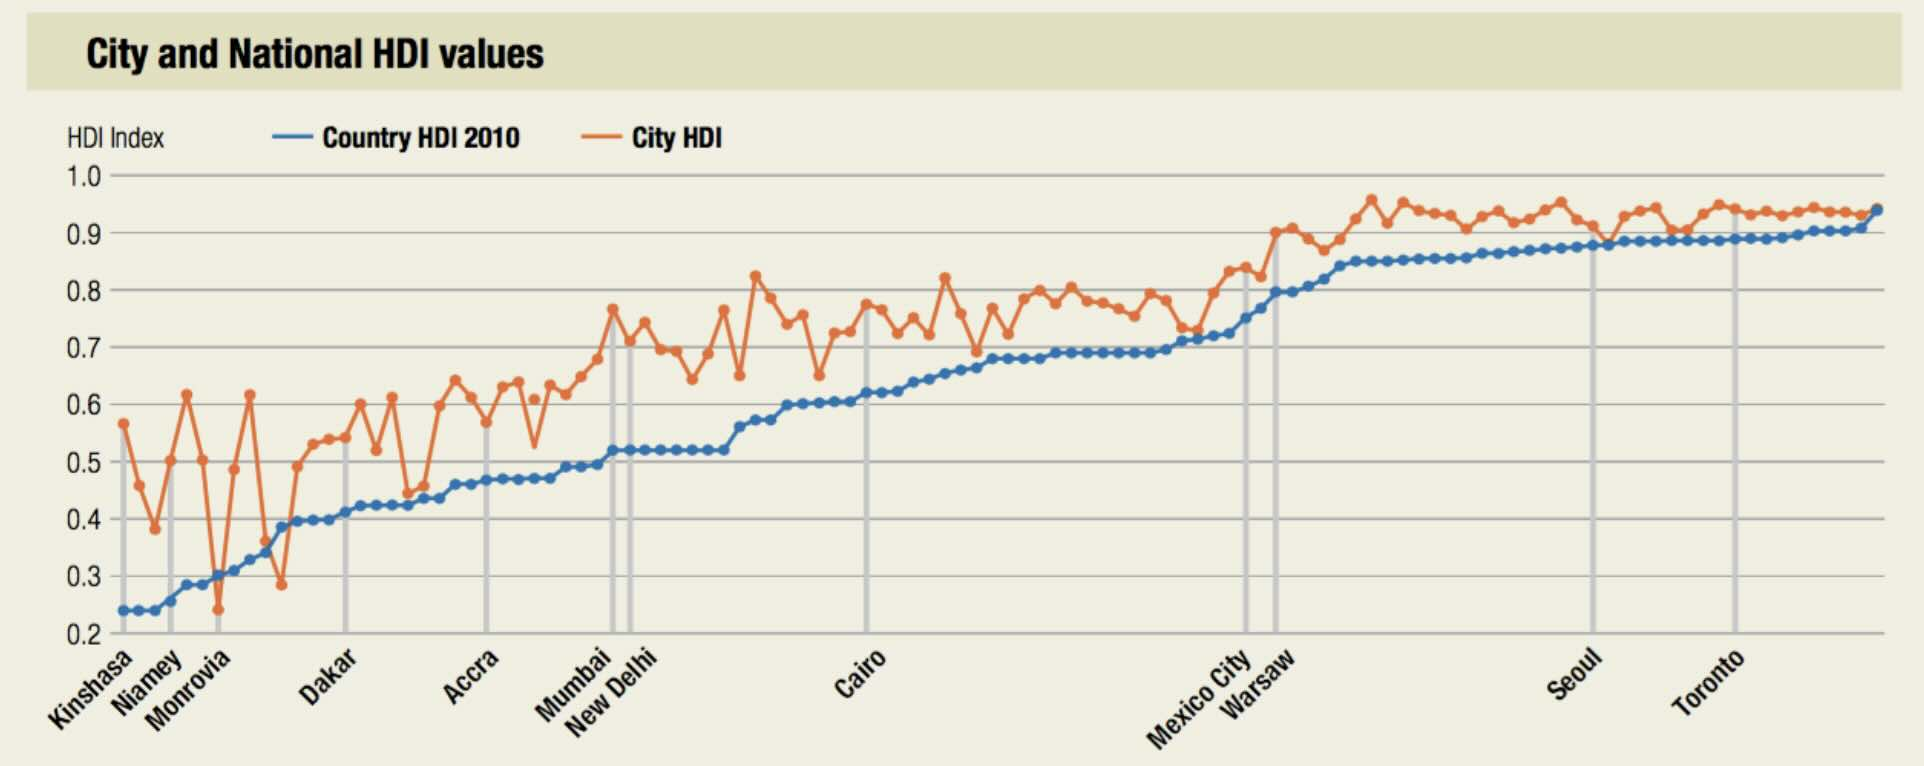 City and National HDI values
HDI Index Country HDI 2010 City HDI
1.0
0.9
0.8
0.7
0.6
0.5
0.4
0.3
0.2
Kinshasa
Niamey
Monrovia
Dakar
Accra
Mumbai
New Delhi
Cairo
Mexico City
Warsaw
Seoul
Toronto